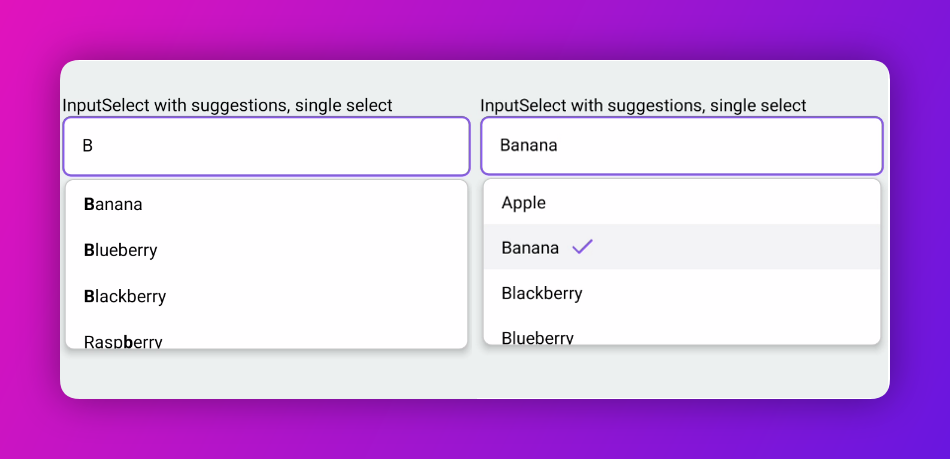 InputSelect with suggestions, single select
B
Banana
Blueberry
Blackberry
Raspberry
InputSelect with suggestions, single select
Banana
Apple
Banana
Blackberry
Blueberry